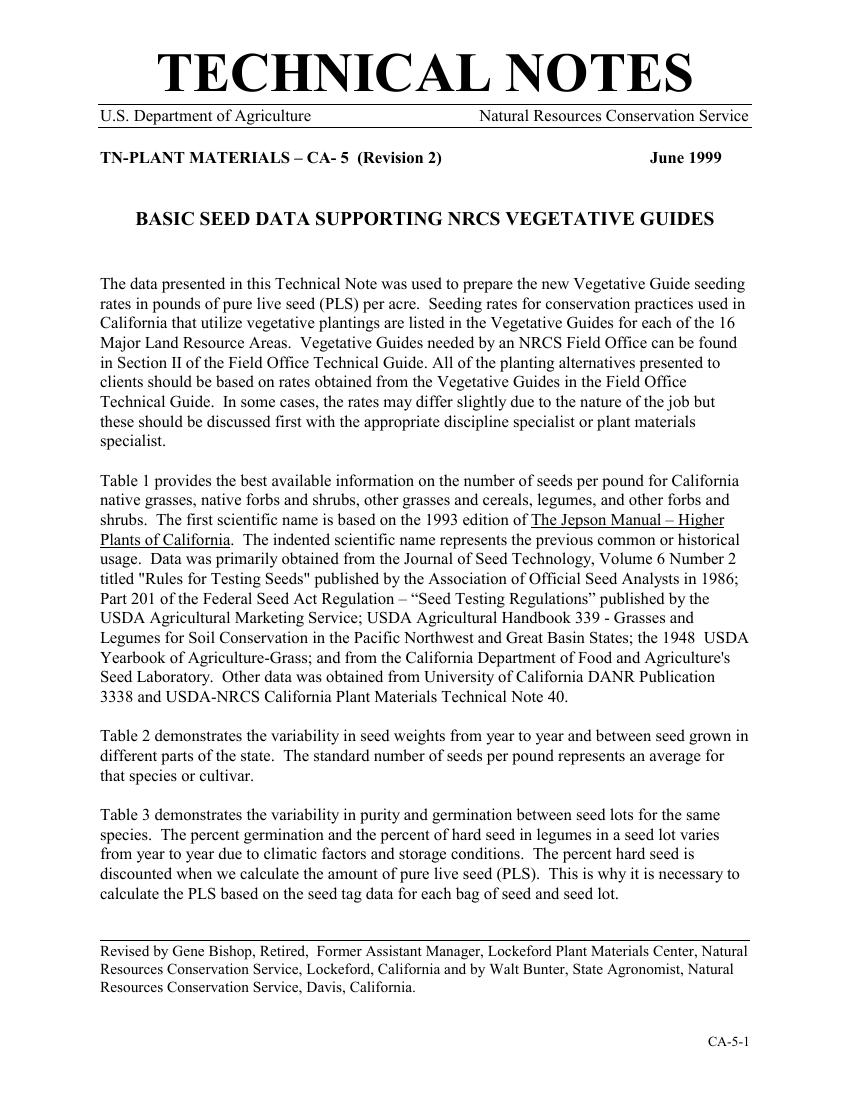 TECHNICAL NOTES
U.S. Department of Agriculture Natural Resources Conservation Service
TN-PLANT MATERIALS – CA- 5 (Revision 2) June 1999
BASIC SEED DATA SUPPORTING NRCS VEGETATIVE GUIDES
The data presented in this Technical Note was used to prepare the new Vegetative Guide seeding
rates in pounds of pure live seed (PLS) per acre. Seeding rates for conservation practices used in
California that utilize vegetative plantings are listed in the Vegetative Guides for each of the 16
Major Land Resource Areas. Vegetative Guides needed by an NRCS Field Office can be found
in Section II of the Field Office Technical Guide. All of the planting alternatives presented to
clients should be based on rates obtained from the Vegetative Guides in the Field Office
Technical Guide. In some cases, the rates may differ slightly due to the nature of the job but
these should be discussed first with the appropriate discipline specialist or plant materials
specialist.
Table 1 provides the best available information on the number of seeds per pound for California
native grasses, native forbs and shrubs, other grasses and cereals, legumes, and other forbs and
shrubs. The first scientific name is based on the 1993 edition of The Jepson Manual – Higher
Plants of California. The indented scientific name represents the previous common or historical
usage. Data was primarily obtained from the Journal of Seed Technology, Volume 6 Number 2
titled "Rules for Testing Seeds" published by the Association of Official Seed Analysts in 1986;
Part 201 of the Federal Seed Act Regulation – “Seed Testing Regulations” published by the
USDA Agricultural Marketing Service; USDA Agricultural Handbook 339 - Grasses and
Legumes for Soil Conservation in the Pacific Northwest and Great Basin States; the 1948 USDA
Yearbook of Agriculture-Grass; and from the California Department of Food and Agriculture's
Seed Laboratory. Other data was obtained from University of California DANR Publication
3338 and USDA-NRCS California Plant Materials Technical Note 40.
Table 2 demonstrates the variability in seed weights from year to year and between seed grown in
different parts of the state. The standard number of seeds per pound represents an average for
that species or cultivar.
Table 3 demonstrates the variability in purity and germination between seed lots for the same
species. The percent germination and the percent of hard seed in legumes in a seed lot varies
from year to year due to climatic factors and storage conditions. The percent hard seed is
discounted when we calculate the amount of pure live seed (PLS). This is why it is necessary to
calculate the PLS based on the seed tag data for each bag of seed and seed lot.
Revised by Gene Bishop, Retired, Former Assistant Manager, Lockeford Plant Materials Center, Natural
Resources Conservation Service, Lockeford, California and by Walt Bunter, State Agronomist, Natural
Resources Conservation Service, Davis, California.
CA-5-1